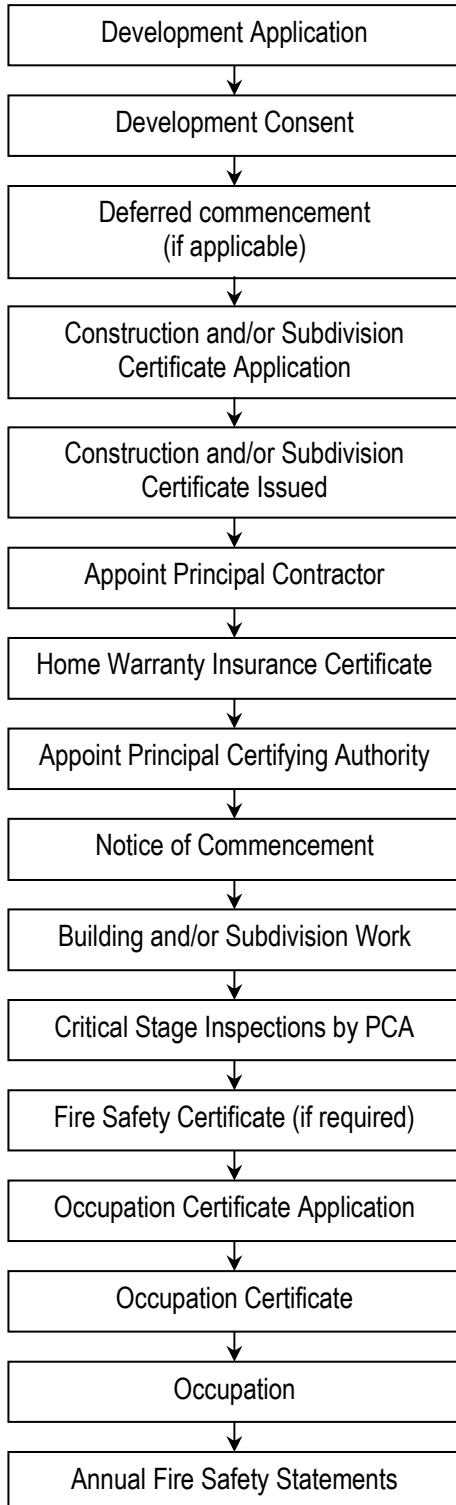 Development Application
Development Consent
Deferred commencement
(if applicable)
Construction and/or Subdivision
Certificate Application
Construction and/or Subdivision
Certificate Issued
Appoint Principal Contractor
Home Warranty Insurance Certificate
Appoint Principal Certifying Authority
Notice of Commencement
Building and/or Subdivision Work
Critical Stage Inspections by PCA
Fire Safety Certificate (if required)
Occupation Certificate Application
Occupation Certificate
Occupation
Annual Fire Safety Statements